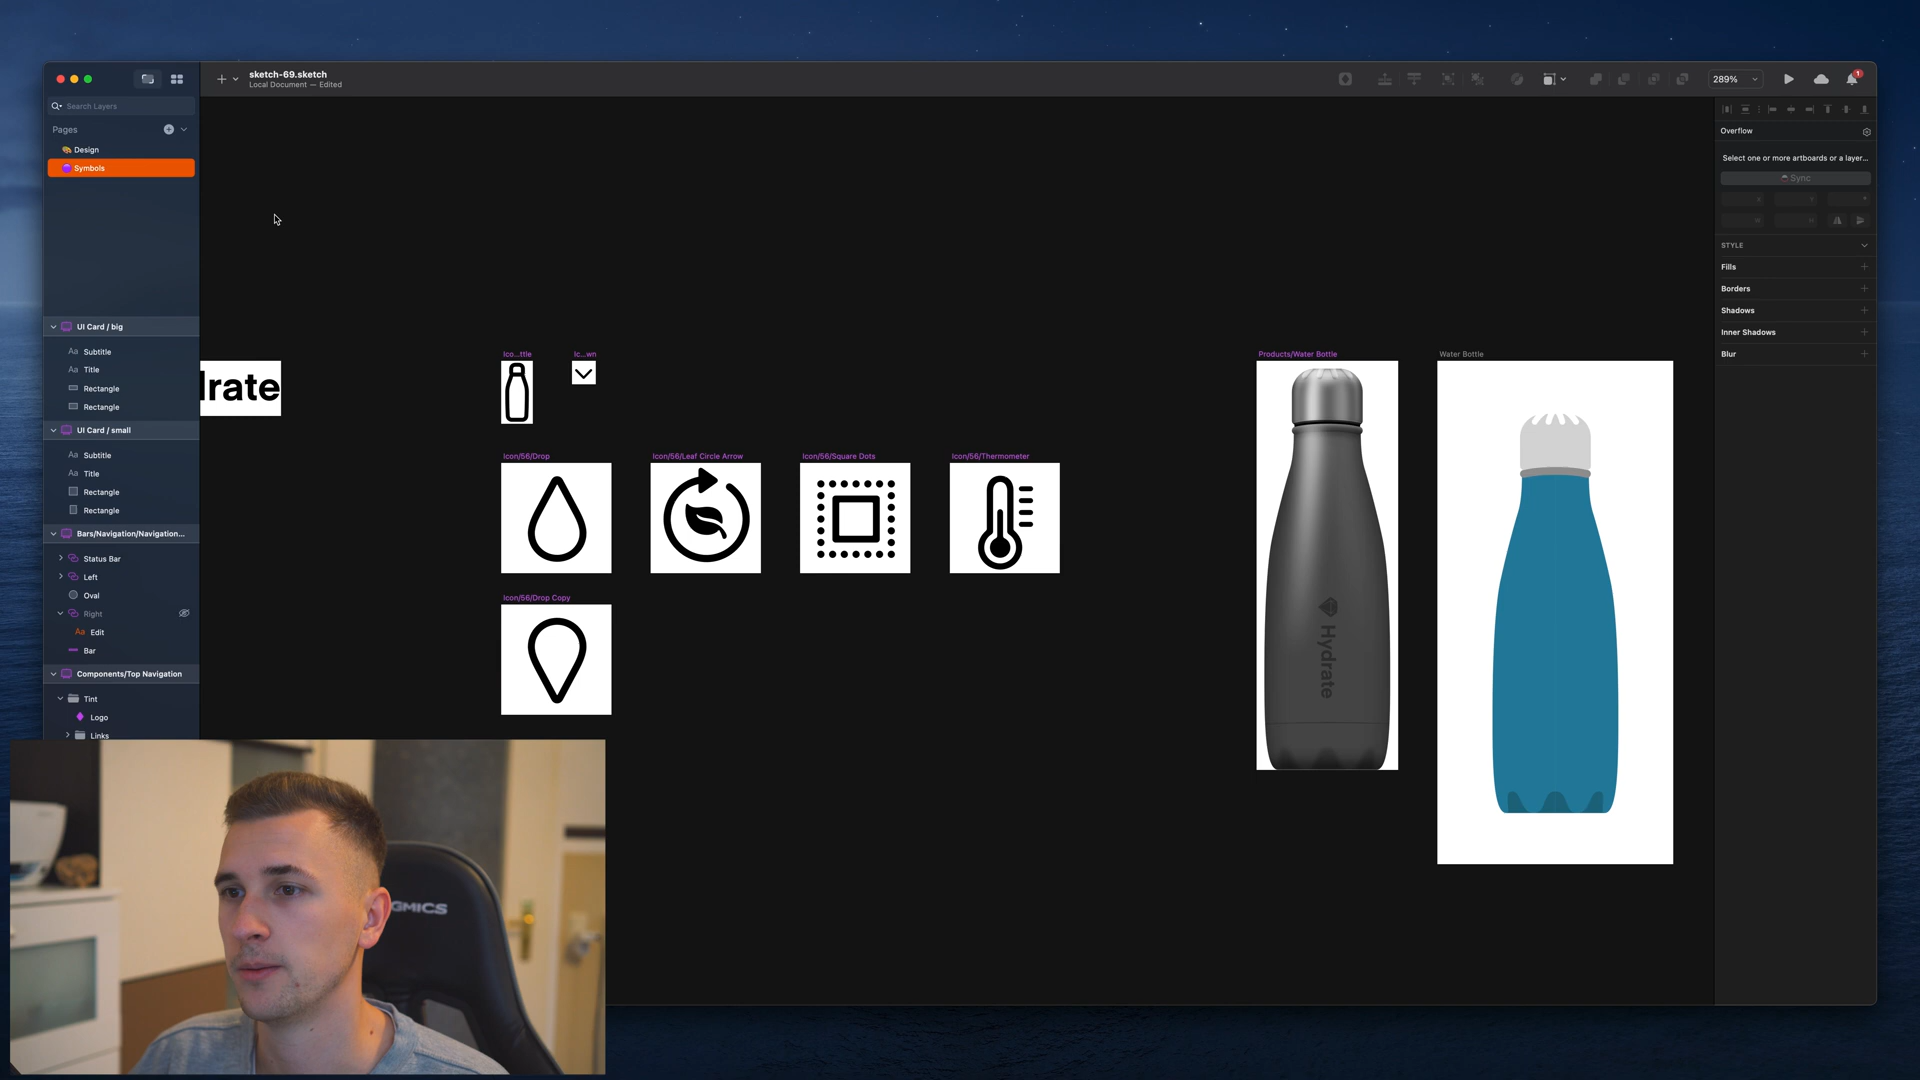 sketch-69.sketch
Local Document — Edited
289%
1
Search Layers
Pages
Design
Symbols
UI Card / big
Subtitle
Title
Rectangle
Rectangle
UI Card / small
Subtitle
Title
Rectangle
Rectangle
Bars/Navigation/Navigation...
Status Bar
Left
Oval
Right
Edit
Bar
Components/Top Navigation
Tint
Logo
Links
drate
Ico...ttle
Ic...wn
Icon/56/Drop
Icon/56/Leaf Circle Arrow
Icon/56/Square Dots
Icon/56/Thermometer
Icon/56/Drop Copy
Products/Water Bottle
Water Bottle
Hydrate
Overflow
Select one or more artboards or a layer...
Sync
STYLE
Fills
Borders
Shadows
Inner Shadows
Blur
GMICS